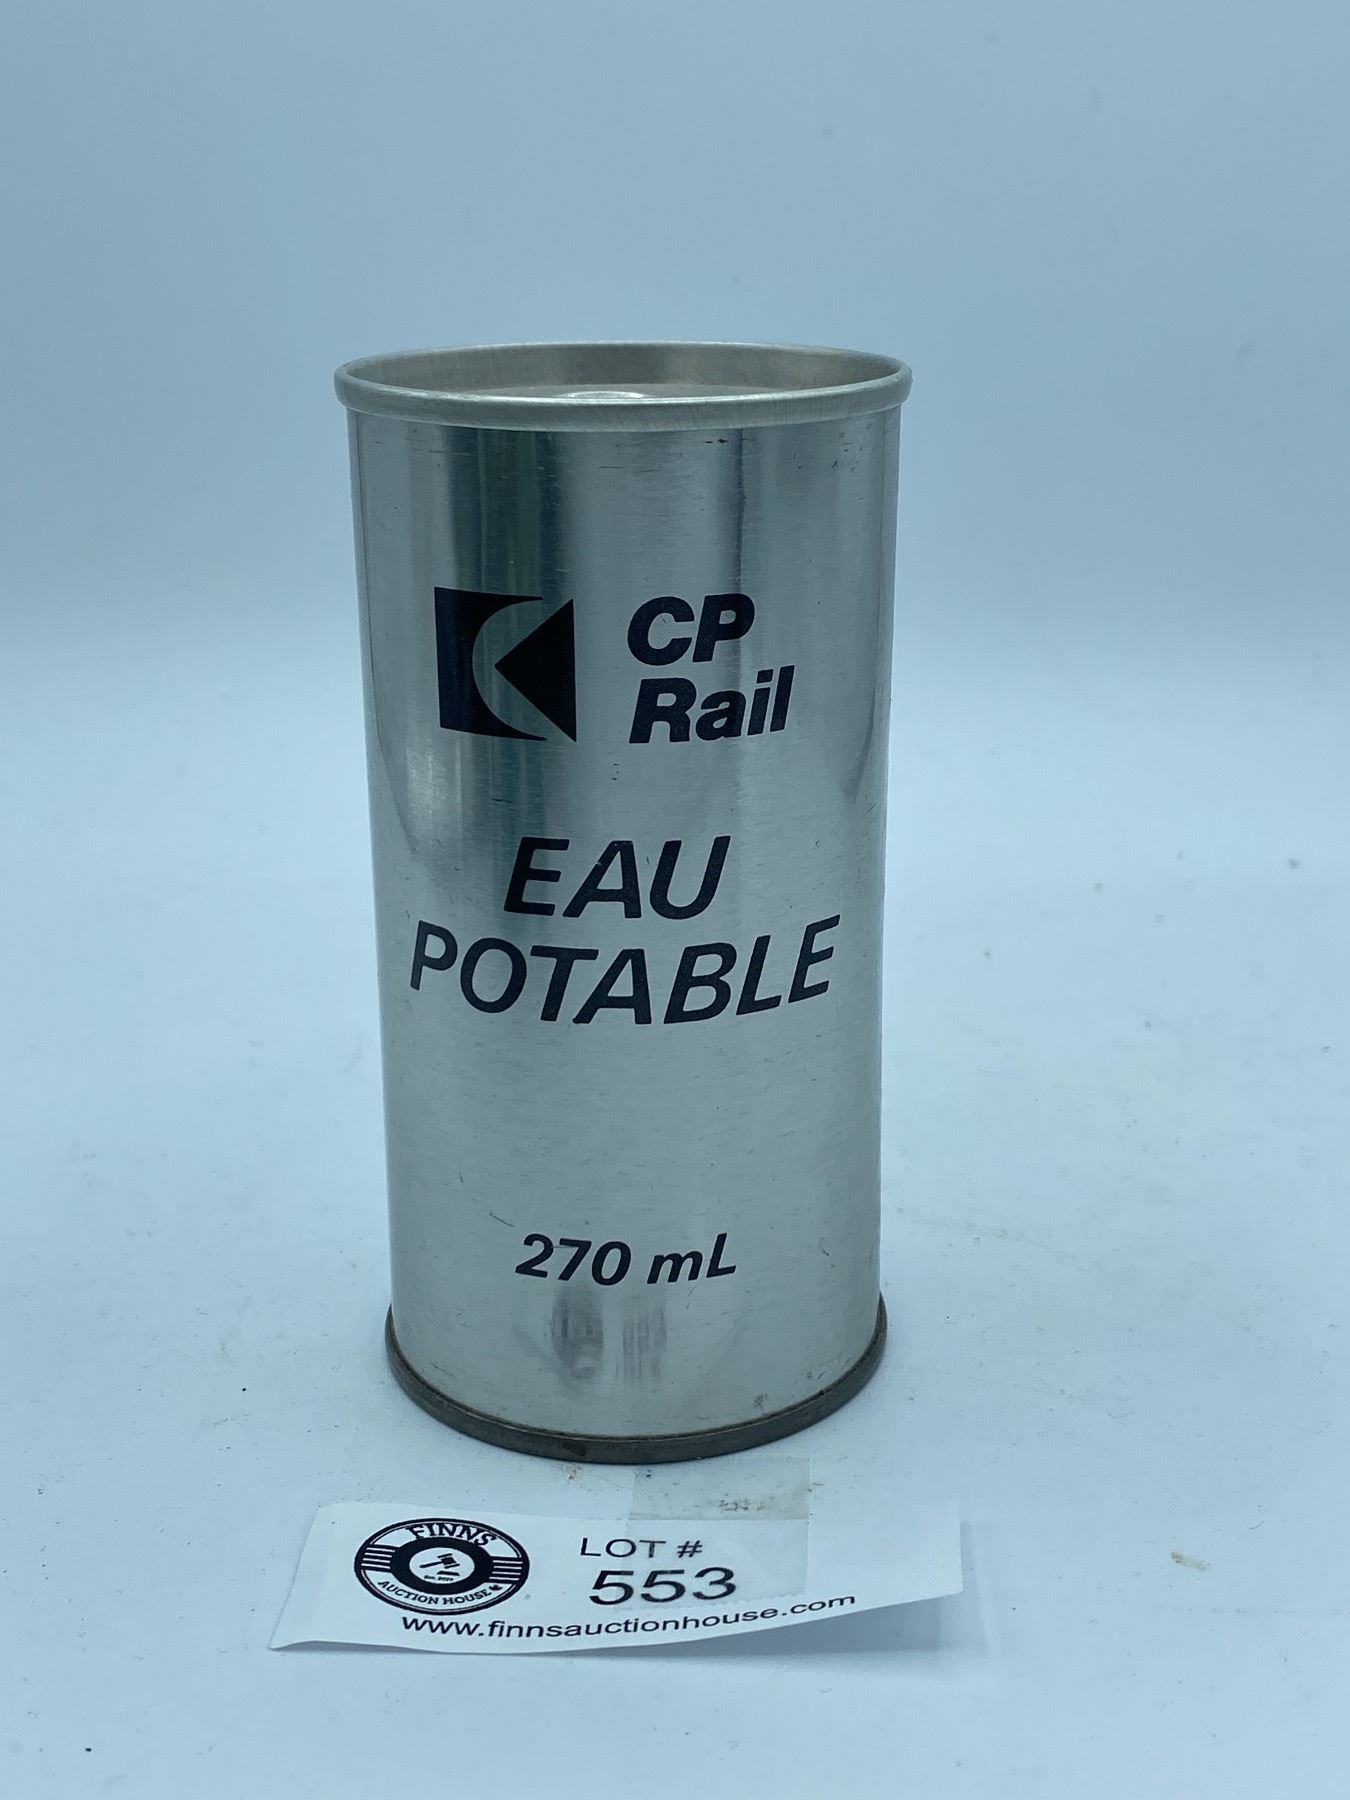 CP
Rail
EAU
POTABLE
270 mL
FINNS
AUCTION HOUSE
LOT #
553
www.finnsauctionhouse.com